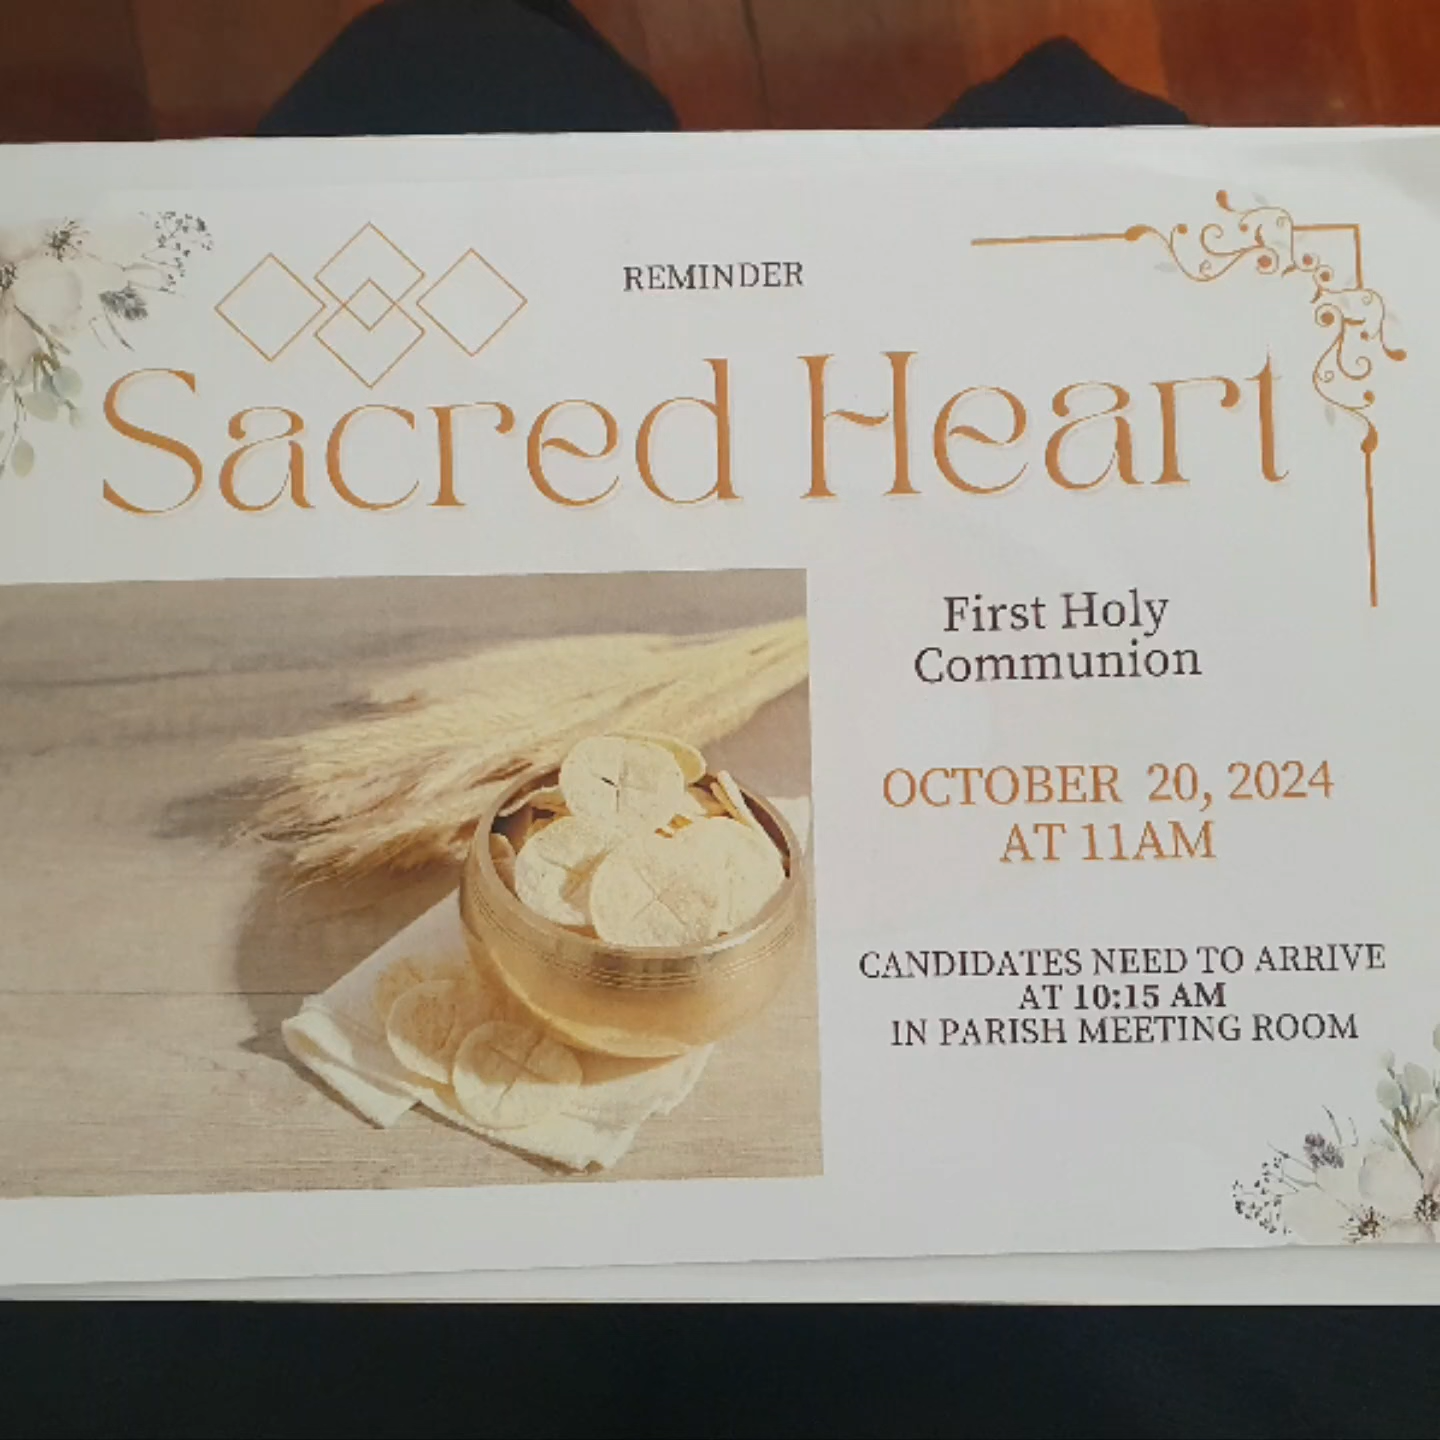 REMINDER
Sacred Heart
First Holy
Communion
OCTOBER 20, 2024
AT 11AM
CANDIDATES NEED TO ARRIVE
AT 10:15 AM
IN PARISH MEETING ROOM